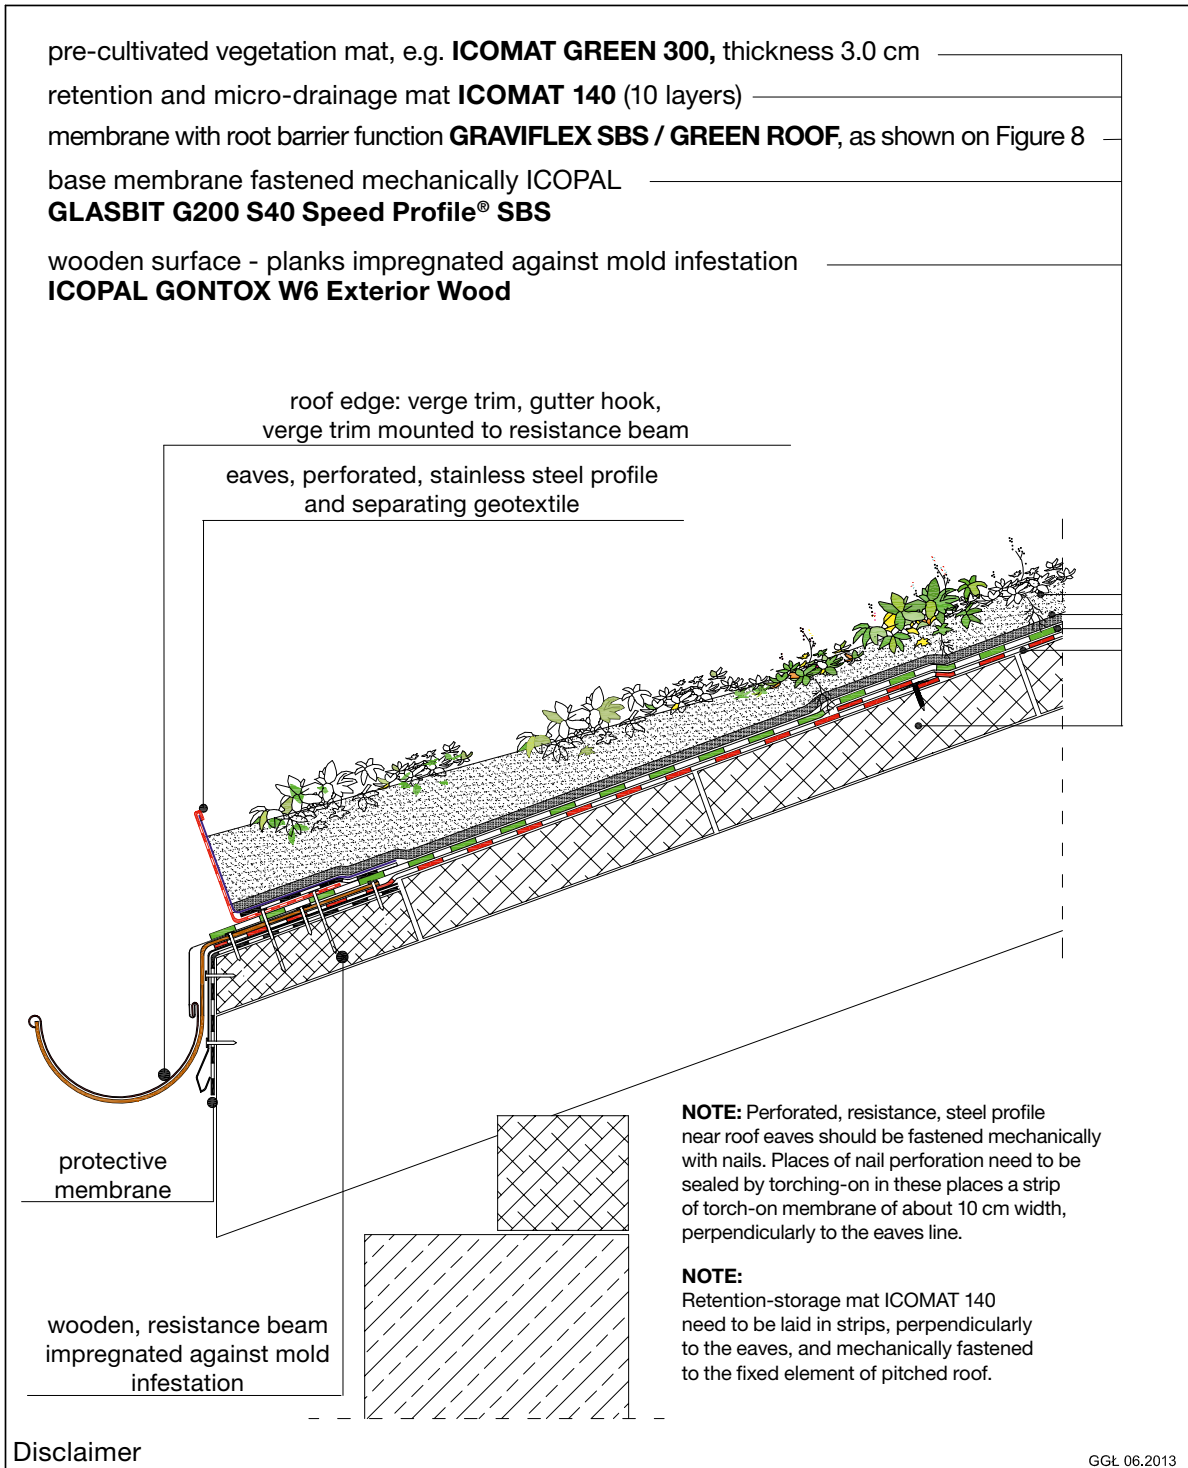 pre-cultivated vegetation mat, e.g. ICOMAT GREEN 300, thickness 3.0 cm
retention and micro-drainage mat ICOMAT 140 (10 layers)
membrane with root barrier function GRAVIFLEX SBS / GREEN ROOF, as shown on Figure 8
base membrane fastened mechanically ICOPAL
GLASBIT G200 S40 Speed Profile® SBS
wooden surface - planks impregnated against mold infestation
ICOPAL GONTOX W6 Exterior Wood
roof edge: verge trim, gutter hook,
verge trim mounted to resistance beam
eaves, perforated, stainless steel profile
and separating geotextile
protective
membrane
wooden, resistance beam
impregnated against mold
infestation
NOTE: Perforated, resistance, steel profile
near roof eaves should be fastened mechanically
with nails. Places of nail perforation need to be
sealed by torching-on in these places a strip
of torch-on membrane of about 10 cm width,
perpendicularly to the eaves line.
NOTE:
Retention-storage mat ICOMAT 140
need to be laid in strips, perpendicularly
to the eaves, and mechanically fastened
to the fixed element of pitched roof.
Disclaimer
GGŁ 06.2013